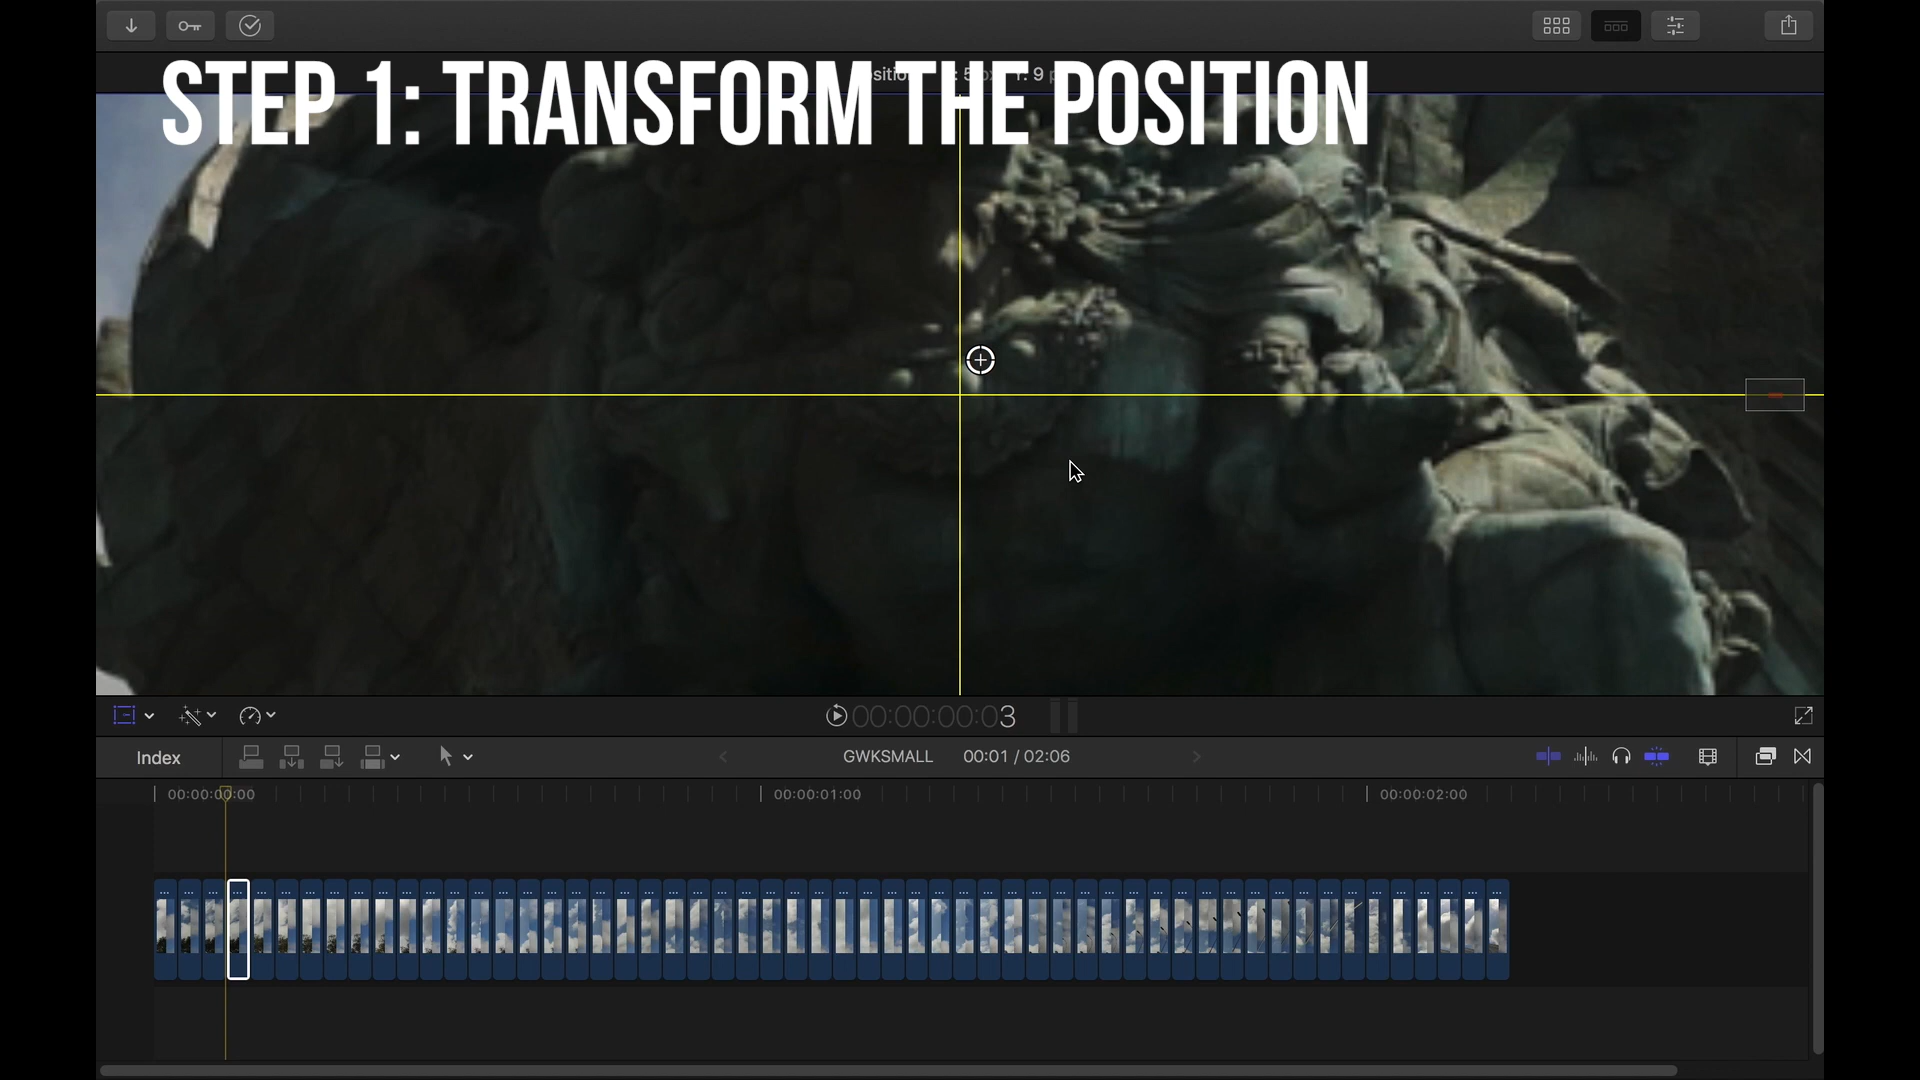 STEP 1: TRANSFORM THE POSITION
00:00:00:03
Index
GWKSMALL 00:01 / 02:06
00:00:00:00 00:00:01:00 00:00:02:00